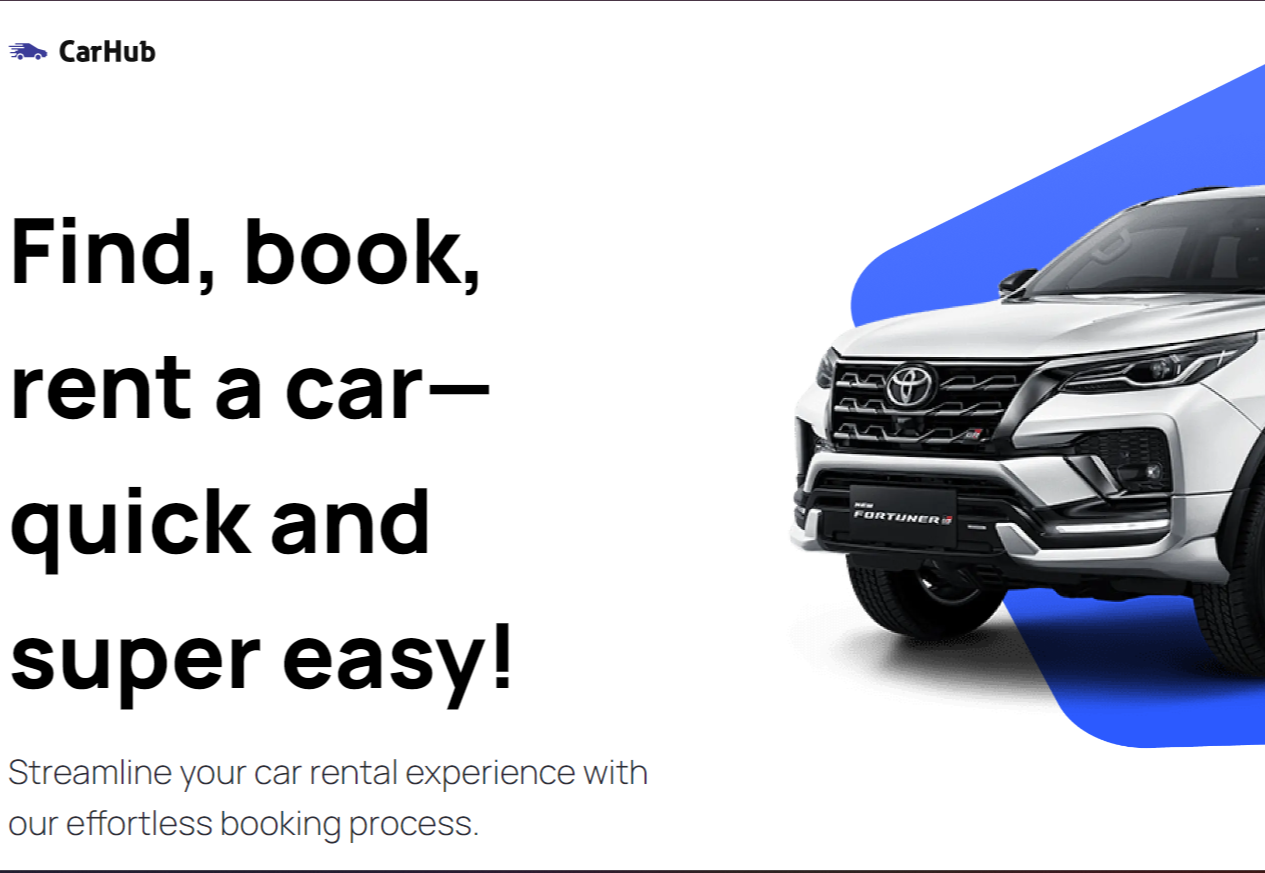 CarHub
Find, book,
rent a car—
quick and
super easy!
Streamline your car rental experience with
our effortless booking process.
NEW
FORTUNER